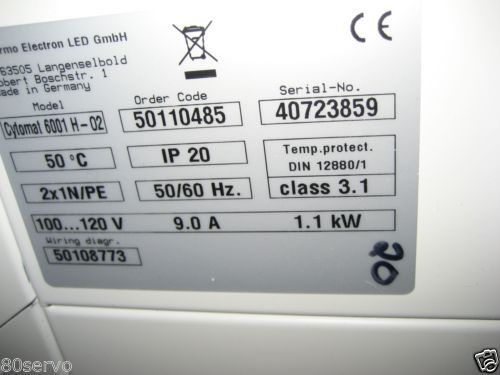 rmo Electron LED GmbH
63505 Langenselbold
obert Boschstr. 1
ade in Germany
CE
Model
Cytomat 6001 H-02
Order Code
50110485
Serial-No.
40723859
50 °C
IP 20
Temp.protect.
DIN 12880/1
class 3.1
2x1N/PE
50/60 Hz.
100...120 V
9.0 A
1.1 kW
Wiring diagr.
50108773
20
80servo